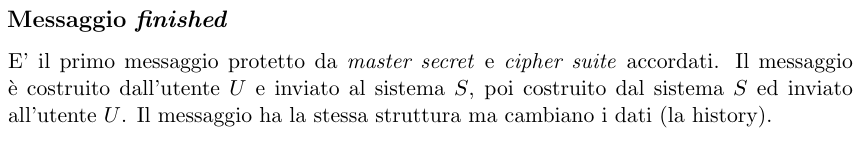 Messaggio finished
E' il primo messaggio protetto da master secret e cipher suite accordati. Il messaggio
è costruito dall'utente U e inviato al sistema S, poi costruito dal sistema S ed inviato
all'utente U. Il messaggio ha la stessa struttura ma cambiano i dati (la history).